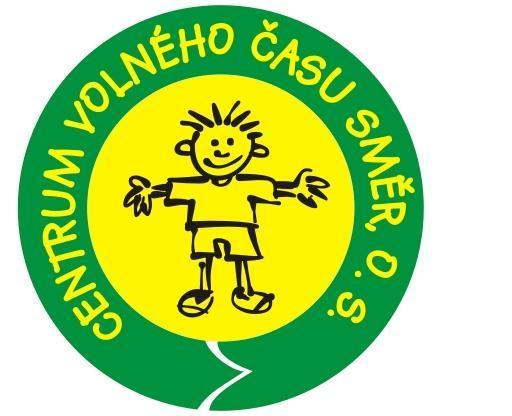 CENTRUM VOLNÉHO ČASU SMĚR, O. S.